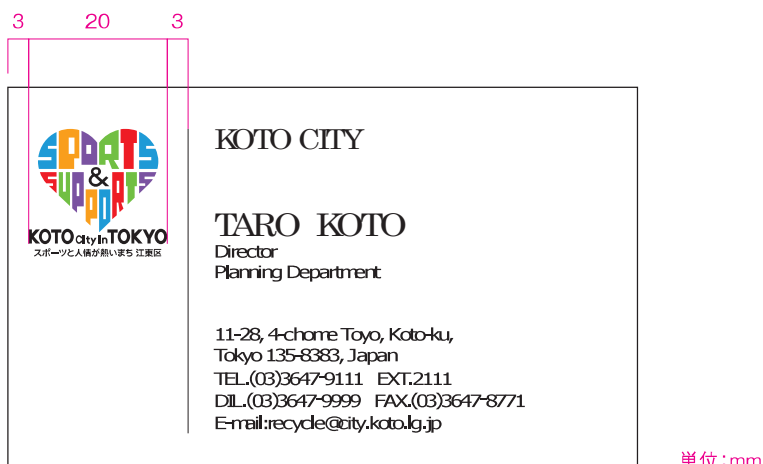 3 20 3
SPORTS
&
SUPPORTS
KOTO City In TOKYO
スポーツと人情が熱いまち 江東区
KOTO CITY
TARO KOTO
Director
Planning Department
11-28, 4-chome Toyo, Koto-ku,
Tokyo 135-8383, Japan
TEL.(03)3647-9111 EXT.2111
DIL.(03)3647-9999 FAX.(03)3647-8771
E-mail:recycle@city.koto.lg.jp
単位:mm